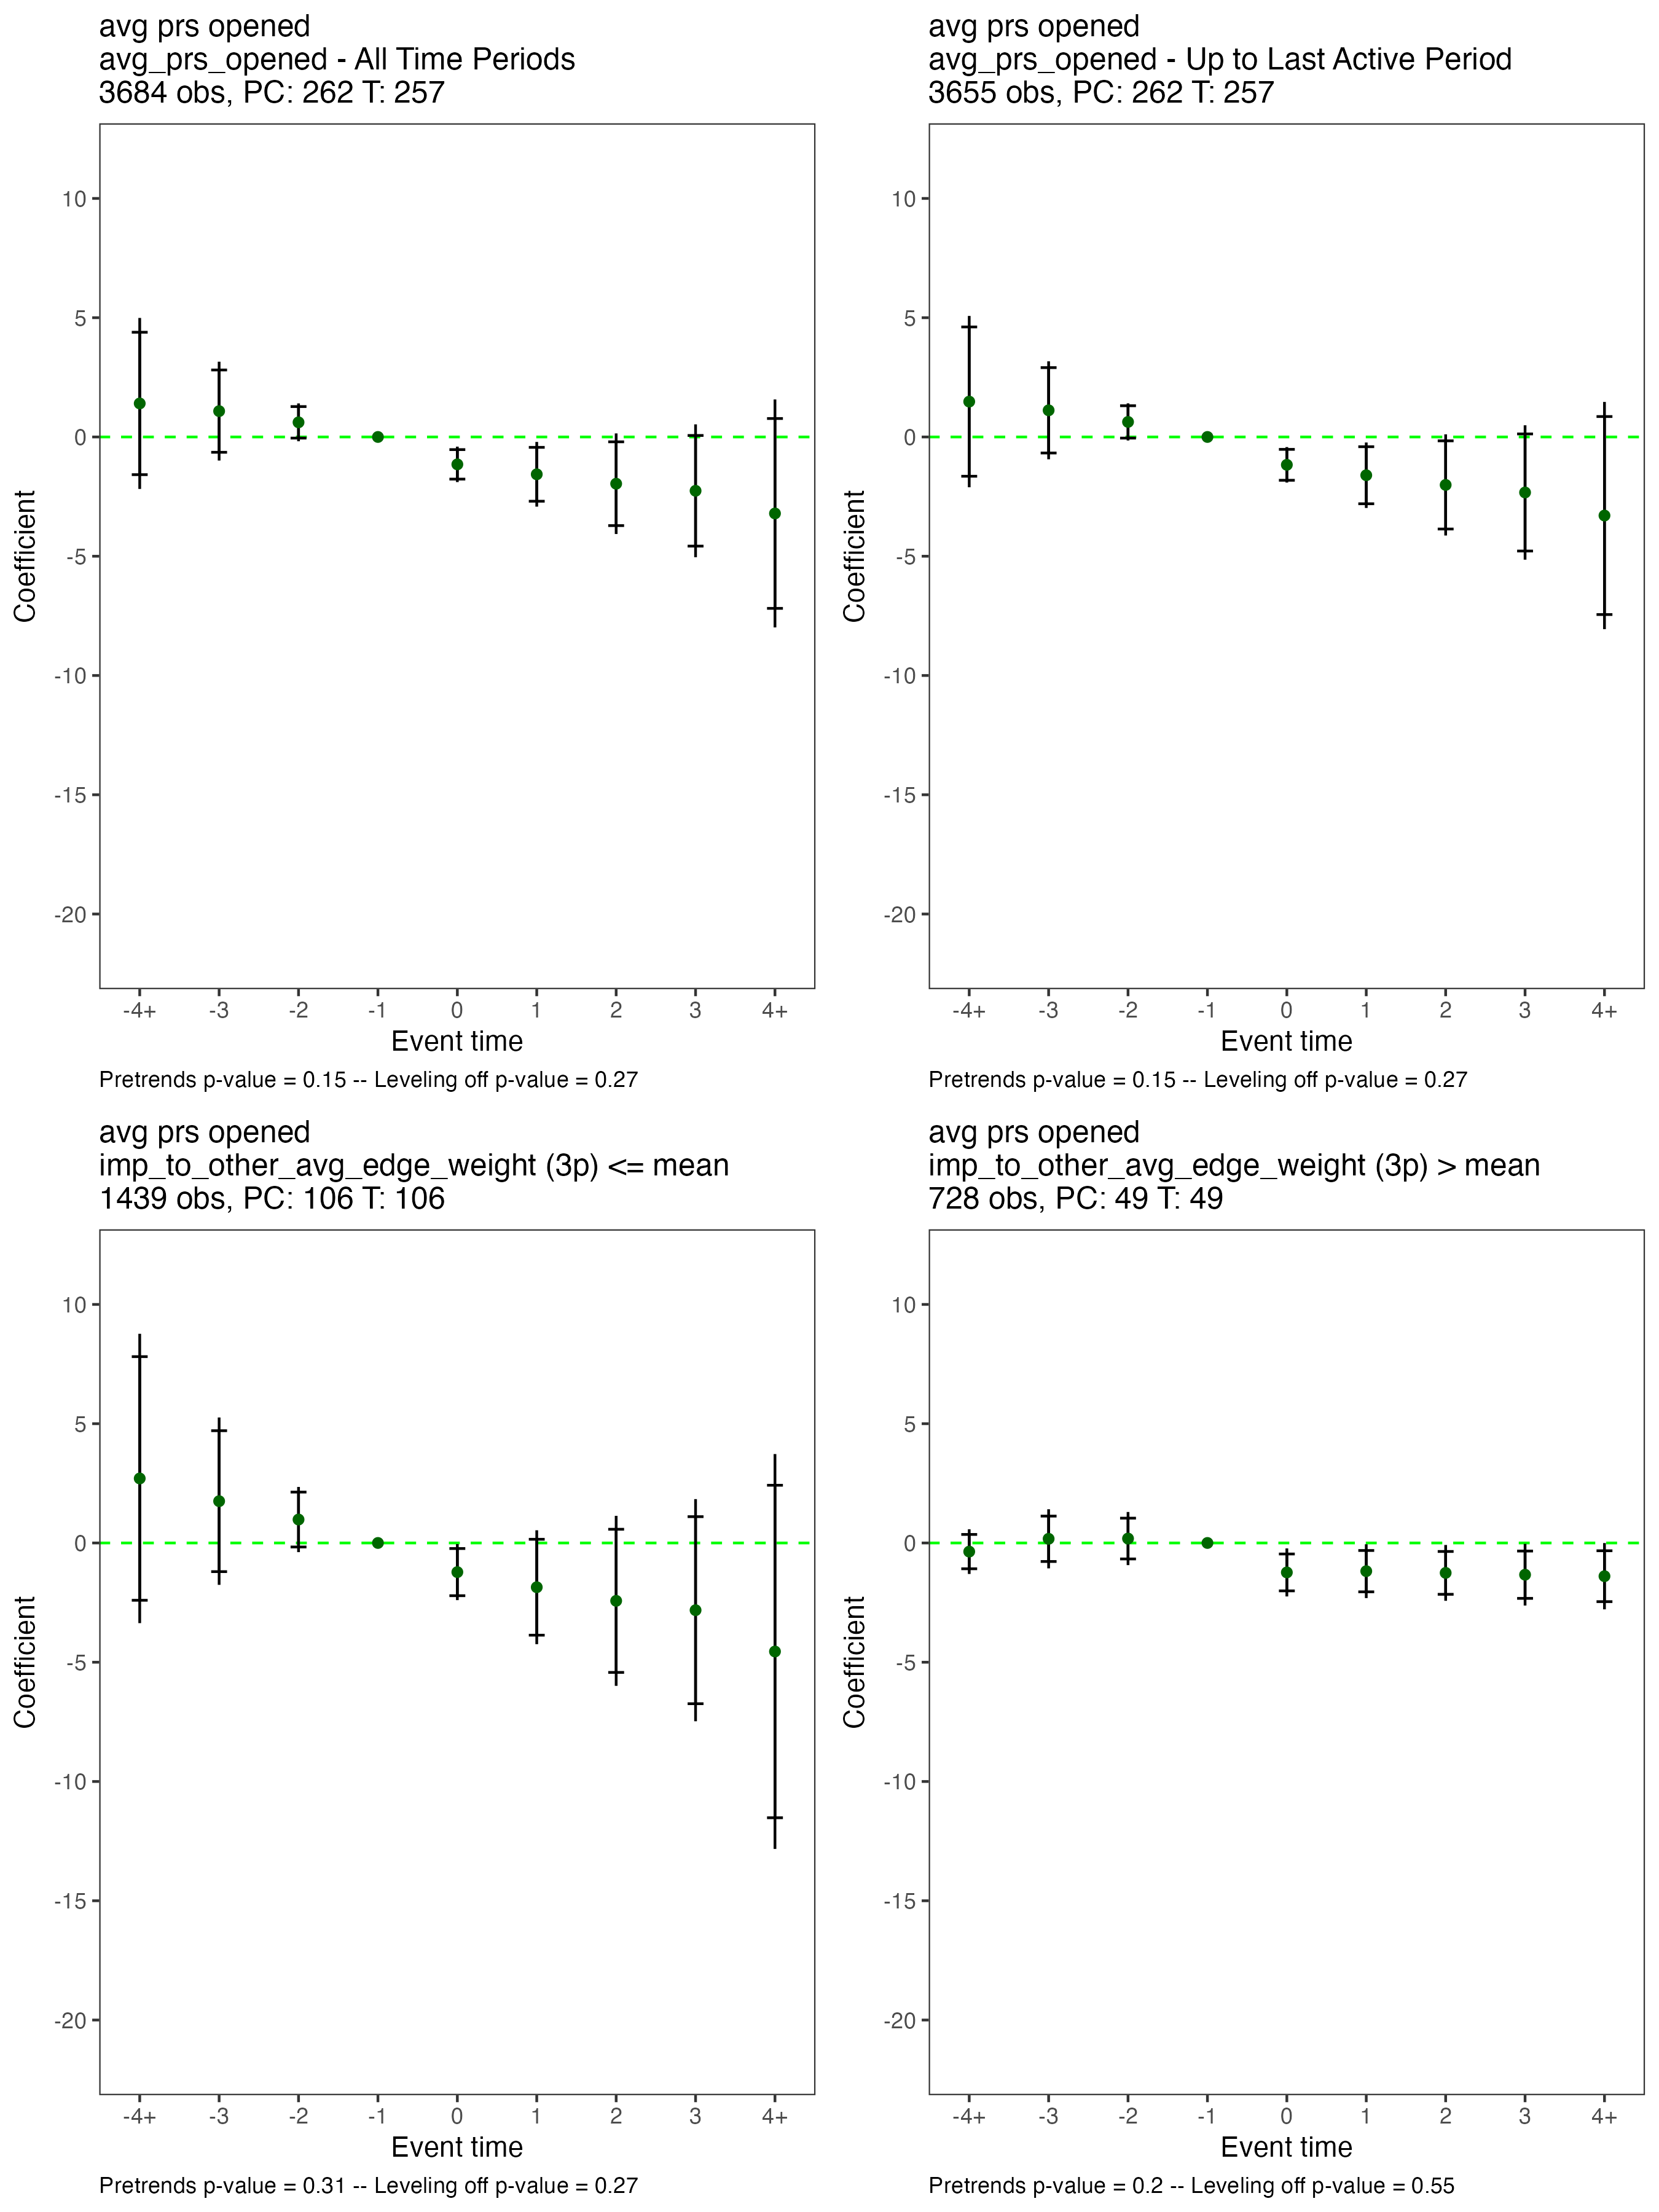 avg prs opened
avg_prs_opened - All Time Periods
3684 obs, PC: 262 T: 257
10
5
0
-5
-10
-15
-20
Coefficient
-4+ -3 -2 -1 0 1 2 3 4+
Event time
Pretrends p-value = 0.15 -- Leveling off p-value = 0.27
avg prs opened
avg_prs_opened - Up to Last Active Period
3655 obs, PC: 262 T: 257
10
5
0
-5
-10
-15
-20
Coefficient
-4+ -3 -2 -1 0 1 2 3 4+
Event time
Pretrends p-value = 0.15 -- Leveling off p-value = 0.27
avg prs opened
imp_to_other_avg_edge_weight (3p) <= mean
1439 obs, PC: 106 T: 106
10
5
0
-5
-10
-15
-20
Coefficient
-4+ -3 -2 -1 0 1 2 3 4+
Event time
Pretrends p-value = 0.31 -- Leveling off p-value = 0.27
avg prs opened
imp_to_other_avg_edge_weight (3p) > mean
728 obs, PC: 49 T: 49
10
5
0
-5
-10
-15
-20
Coefficient
-4+ -3 -2 -1 0 1 2 3 4+
Event time
Pretrends p-value = 0.2 -- Leveling off p-value = 0.55